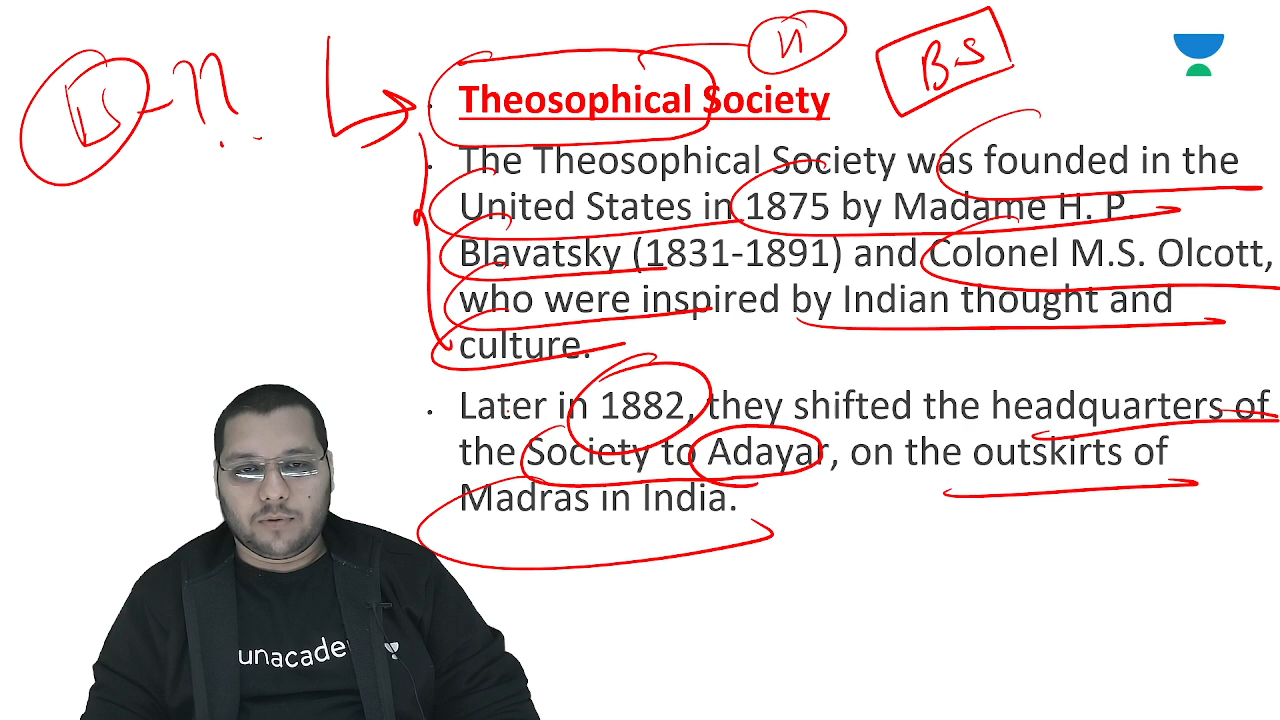 B - n ?
n
BS
Theosophical Society
The Theosophical Society was founded in the
United States in 1875 by Madame H. P.
Blavatsky (1831-1891) and Colonel M.S. Olcott,
who were inspired by Indian thought and
culture.
Later in 1882, they shifted the headquarters of
the Society to Adayar, on the outskirts of
Madras in India.
unacade